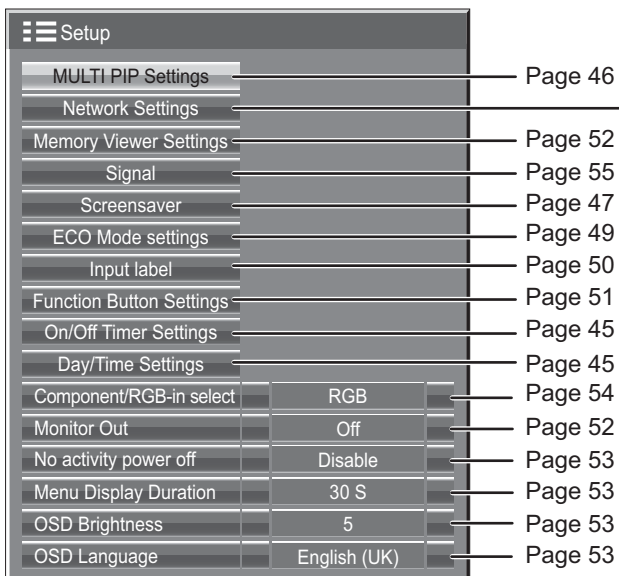 Setup
MULTI PIP Settings Page 46
Network Settings
Memory Viewer Settings Page 52
Signal Page 55
Screensaver Page 47
ECO Mode settings Page 49
Input label Page 50
Function Button Settings Page 51
On/Off Timer Settings Page 45
Day/Time Settings Page 45
Component/RGB-in select RGB Page 54
Monitor Out Off Page 52
No activity power off Disable Page 53
Menu Display Duration 30 S Page 53
OSD Brightness 5 Page 53
OSD Language English (UK) Page 53